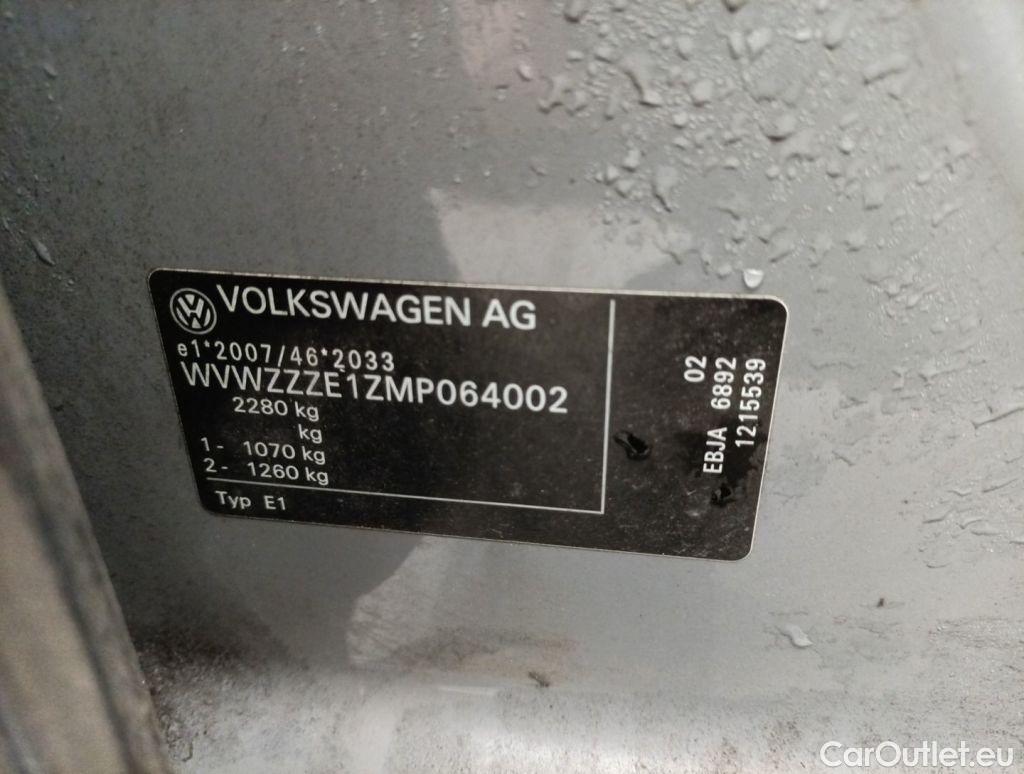 VOLKSWAGEN AG
e1*2007/46*2033
WVWZZZE1ZMP064002
2280 kg
kg
1- 1070 kg
2- 1260 kg
Typ E1
02
EBJA 6892
1215539
CarOutlet.eu